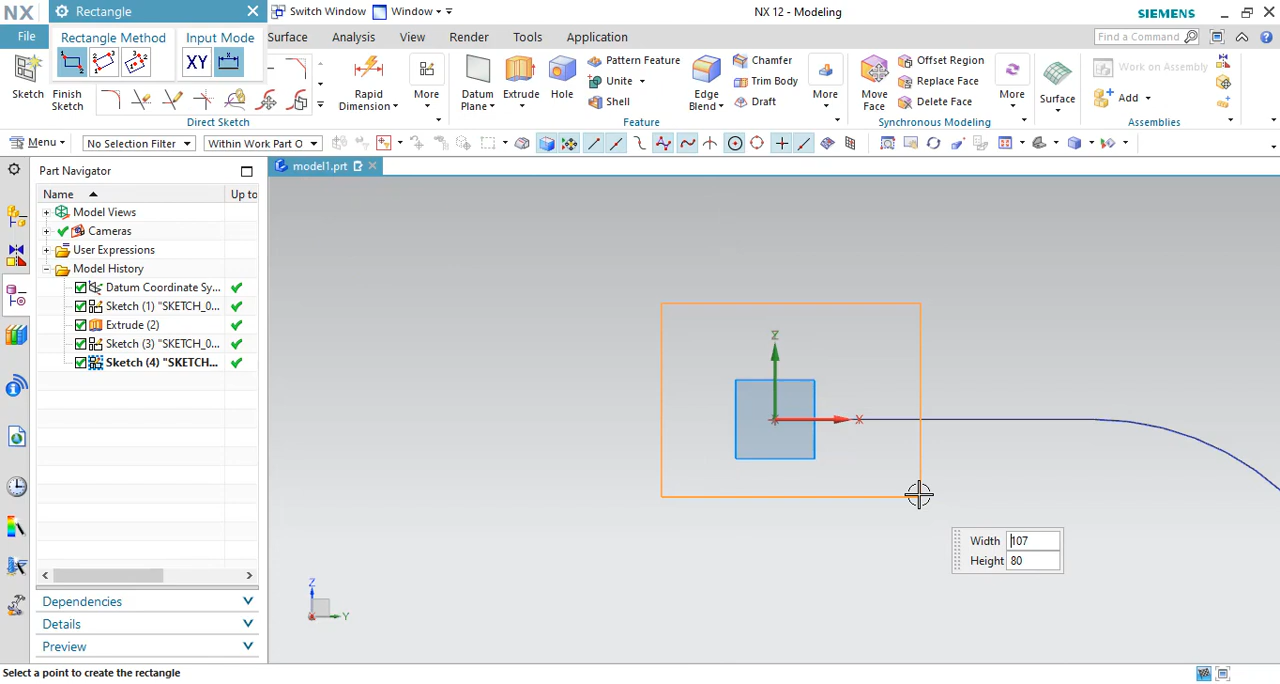 NX
Rectangle
Switch Window
Window
NX 12 - Modeling
SIEMENS
File
Rectangle Method
Input Mode
Surface
Analysis
View
Render
Tools
Application
Find a Command
XY
Sketch
Finish Sketch
Direct Sketch
Rapid Dimension
More
Datum Plane
Extrude
Hole
Pattern Feature
Unite
Shell
Feature
Edge Blend
Chamfer
Trim Body
Draft
More
Move Face
Offset Region
Replace Face
Delete Face
Synchronous Modeling
More
Surface
Work on Assembly
Add
Assemblies
Menu
No Selection Filter
Within Work Part O
Part Navigator
model1.prt
Name
Up to
Model Views
Cameras
User Expressions
Model History
Datum Coordinate Sy...
Sketch (1) "SKETCH_0...
Extrude (2)
Sketch (3) "SKETCH_0...
Sketch (4) "SKETCH...
Z
X
Width 107
Height 80
Z
Y
Dependencies
Details
Preview
Select a point to create the rectangle